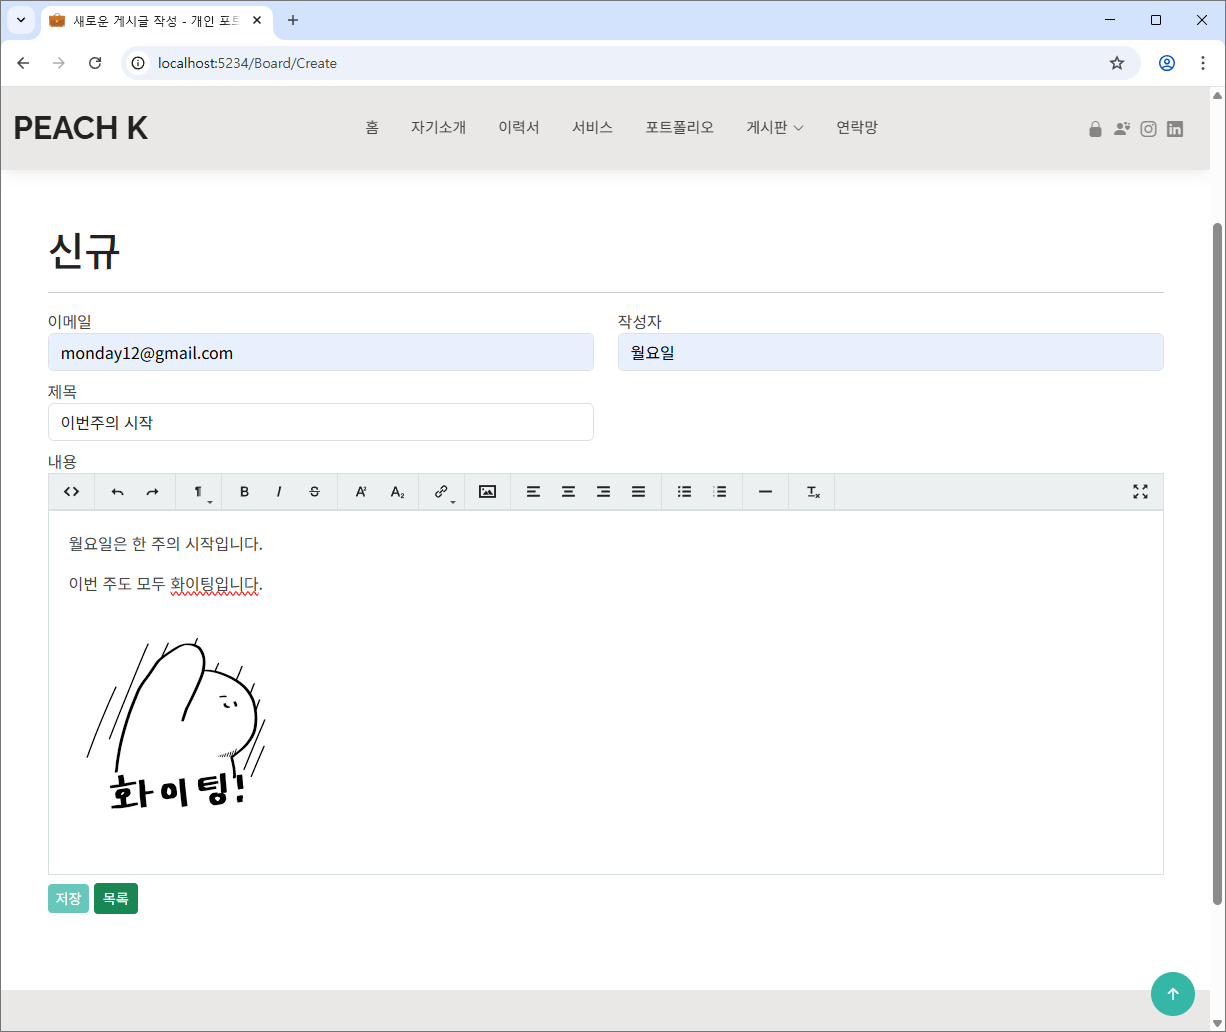 새로운 게시글 작성 - 개인 포트
localhost:5234/Board/Create
PEACH K
홈 자기소개 이력서 서비스 포트폴리오 게시판 연락망
신규
이메일 작성자
monday12@gmail.com 월요일
제목
이번주의 시작
내용
월요일은 한 주의 시작입니다.
이번 주도 모두 화이팅입니다.
화이팅!
저장 목록